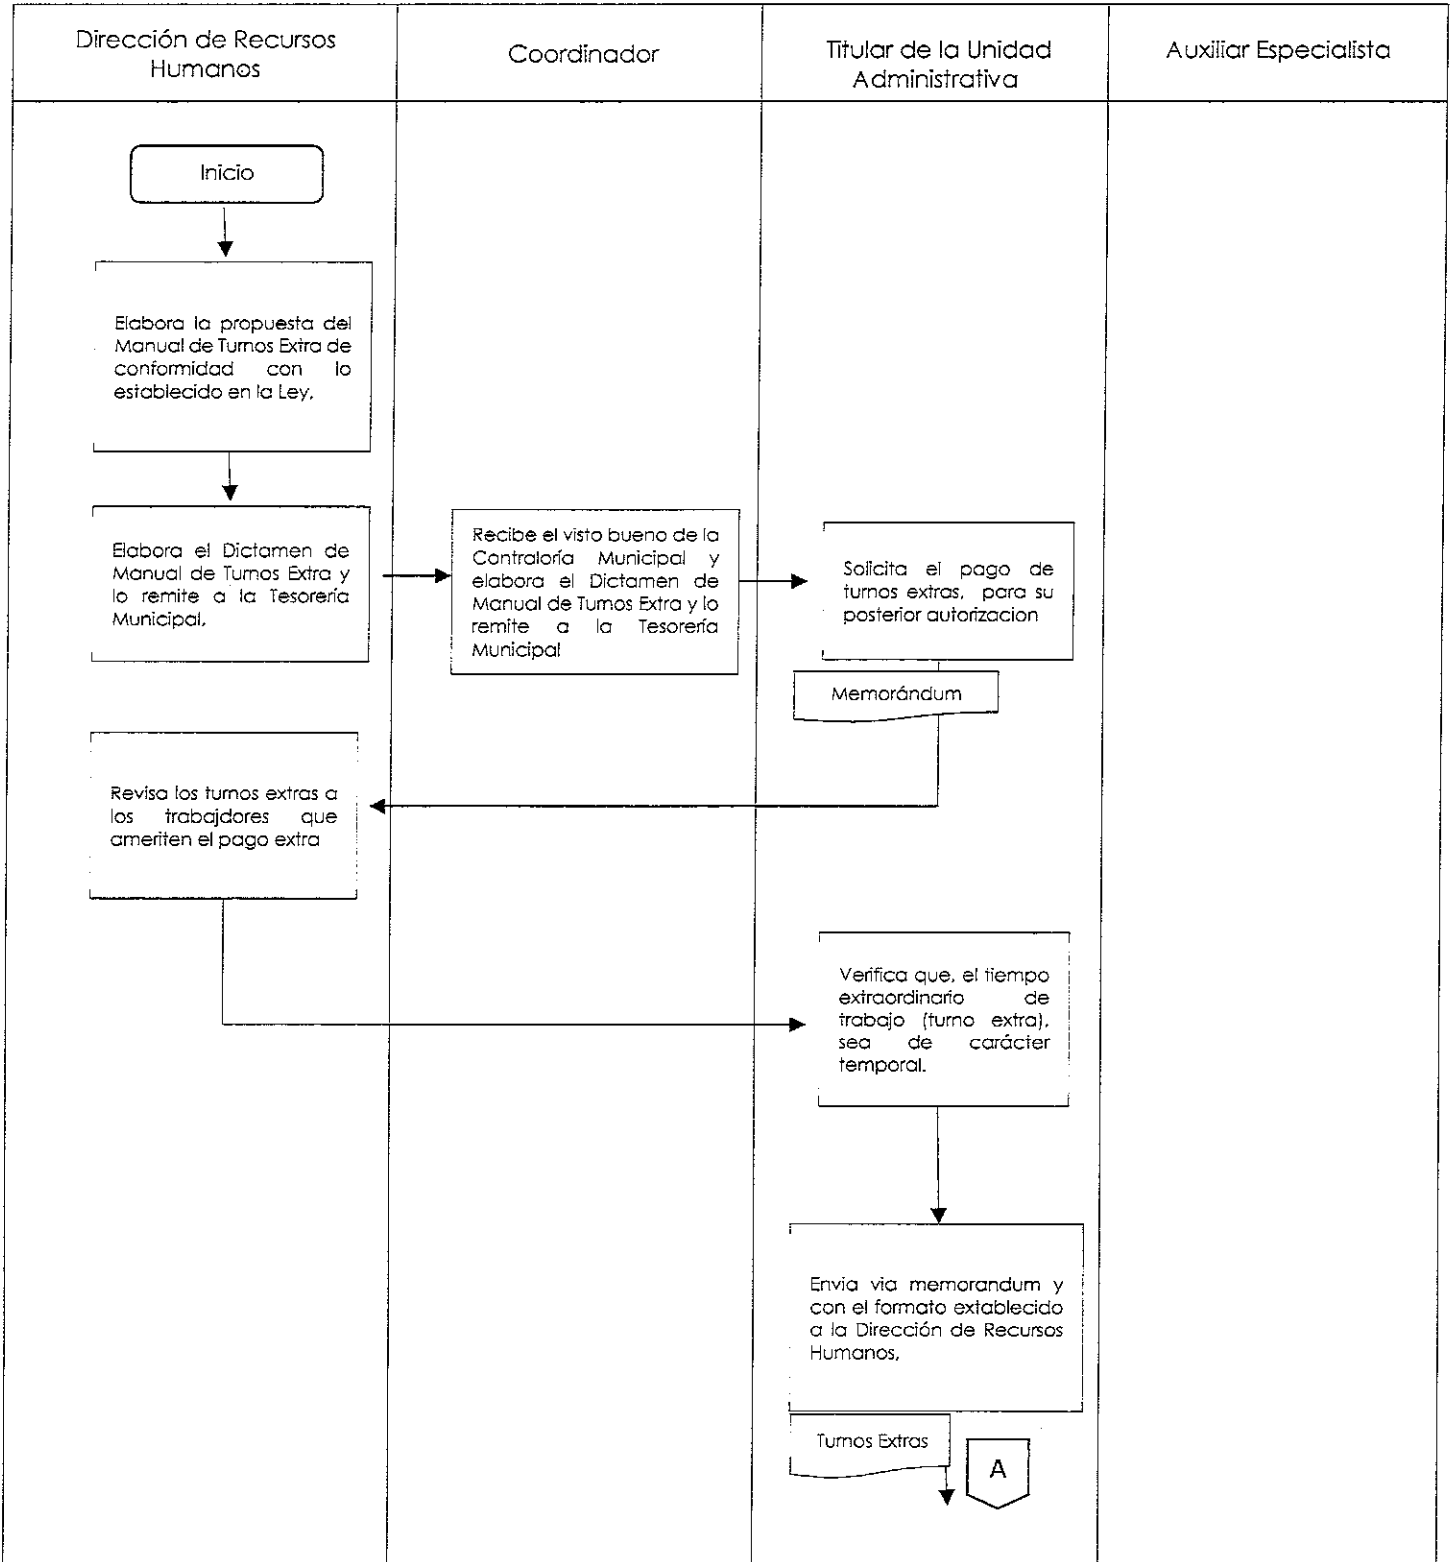 Dirección de Recursos
Humanos
Coordinador
Titular de la Unidad
Administrativa
Auxiliar Especialista
Inicio
Elabora la propuesta del
Manual de Turnos Extra de
conformidad con lo
establecido en la Ley,
Elabora el Dictamen de
Manual de Turnos Extra y
lo remite a la Tesorería
Municipal,
Recibe el visto bueno de la
Contraloría Municipal y
elabora el Dictamen de
Manual de Turnos Extra y lo
remite a la Tesorería
Municipal
Solicita el pago de
turnos extras, para su
posterior autorizacion
Memorándum
Revisa los turnos extras a
los trabajdores que
ameriten el pago extra
Verifica que, el tiempo
extraordinario de
trabajo (turno extra),
sea de carácter
temporal.
Envia via memorandum y
con el formato extablecido
a la Dirección de Recursos
Humanos,
Turnos Extras
A